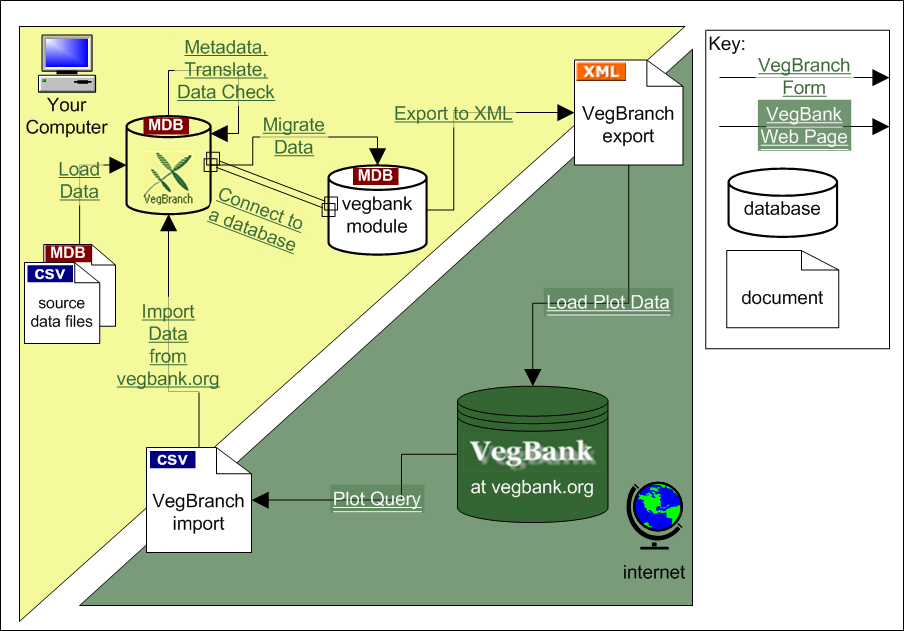 Your
Computer
Metadata,
Translate,
Data Check
MDB
VegBranch
Migrate
Data
Export to XML
XML
VegBranch
export
Load
Data
MDB
vegbank
module
Connect to
a database
MDB
CSV
source
data files
Import
Data
from
vegbank.org
Load Plot Data
VegBank
at vegbank.org
Plot Query
CSV
VegBranch
import
internet
Key:
VegBranch
Form
VegBank
Web Page
database
document